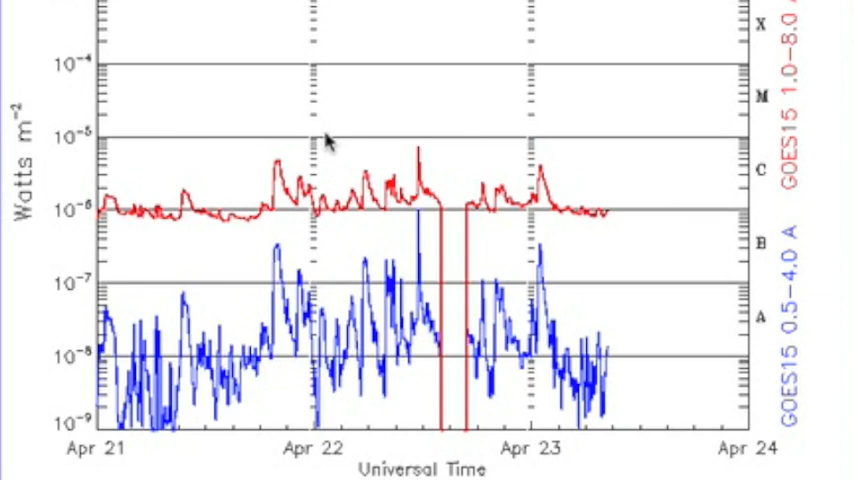 X
10⁻⁴
M
10⁻⁵
C
10⁻⁶
B
10⁻⁷
A
10⁻⁸
10⁻⁹
Watts m⁻²
Apr 21 Apr 22 Apr 23 Apr 24
Universal Time
GOES15 1.0-8.0
GOES15 0.5-4.0 A